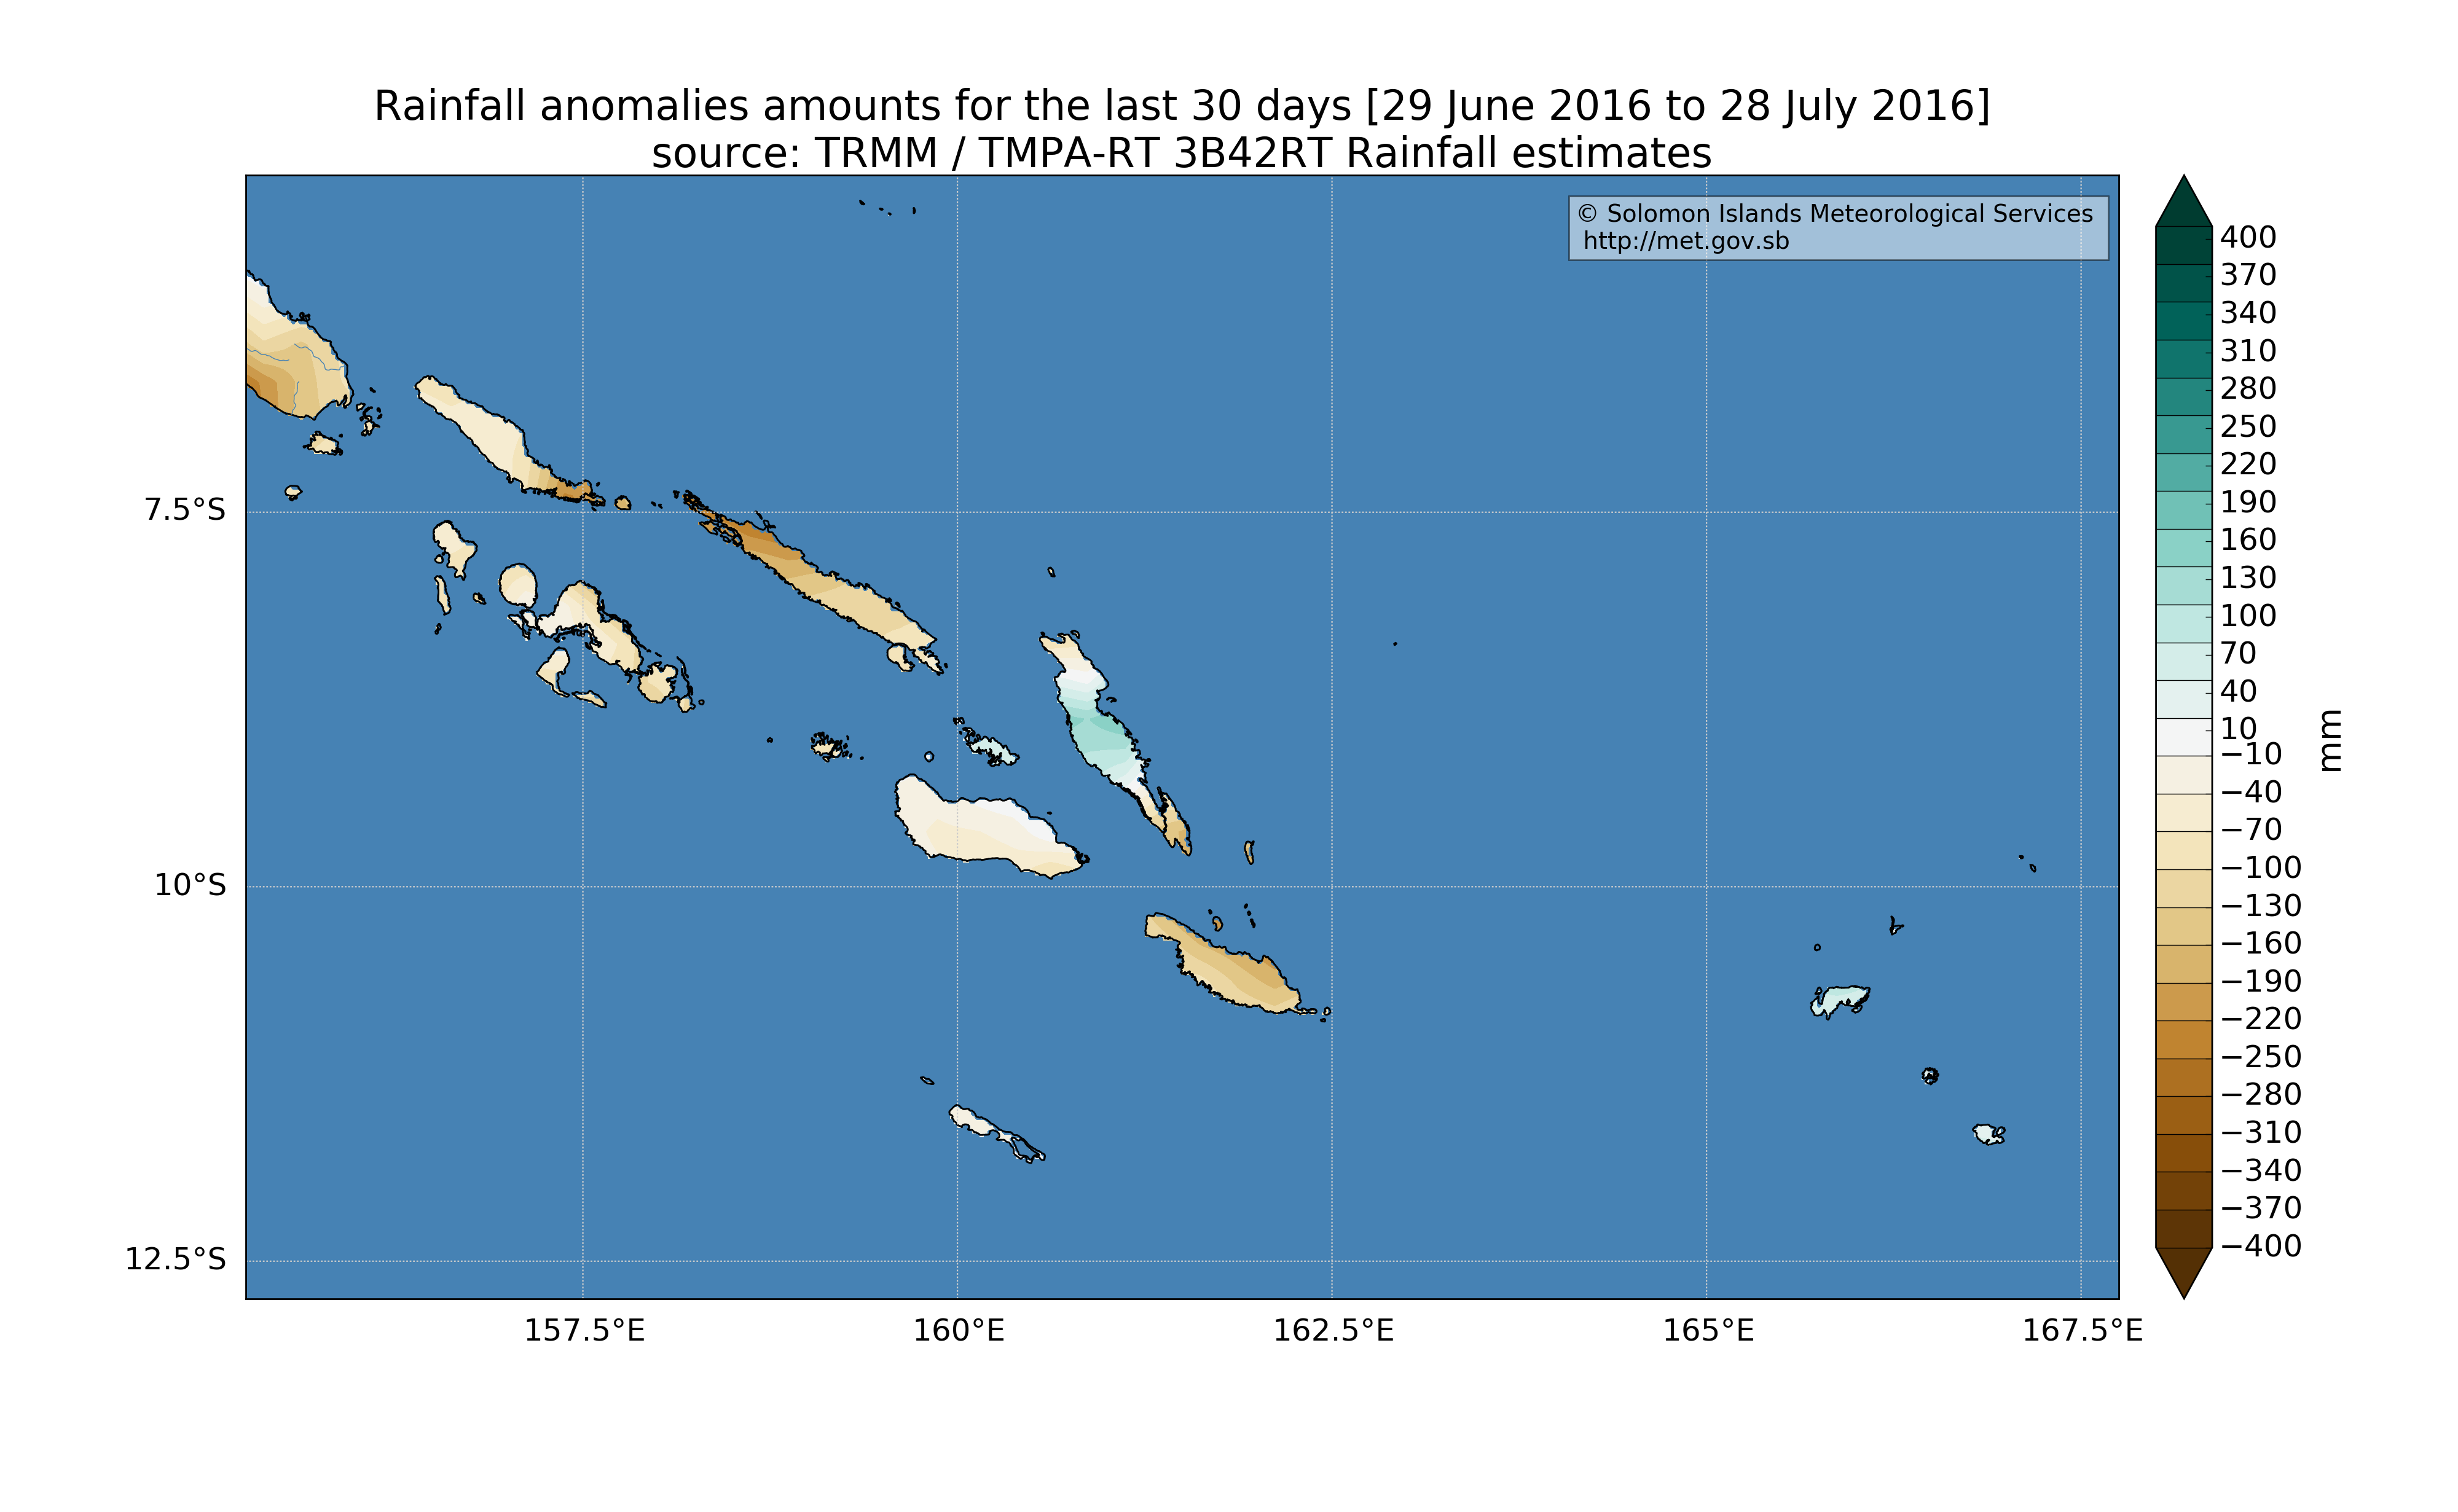 Rainfall anomalies amounts for the last 30 days [29 June 2016 to 28 July 2016]
source: TRMM / TMPA-RT 3B42RT Rainfall estimates
© Solomon Islands Meteorological Services
http://met.gov.sb
7.5°S
10°S
12.5°S
157.5°E
160°E
162.5°E
165°E
167.5°E
400
370
340
310
280
250
220
190
160
130
100
70
40
10
−10
−40
−70
−100
−130
−160
−190
−220
−250
−280
−310
−340
−370
−400
mm